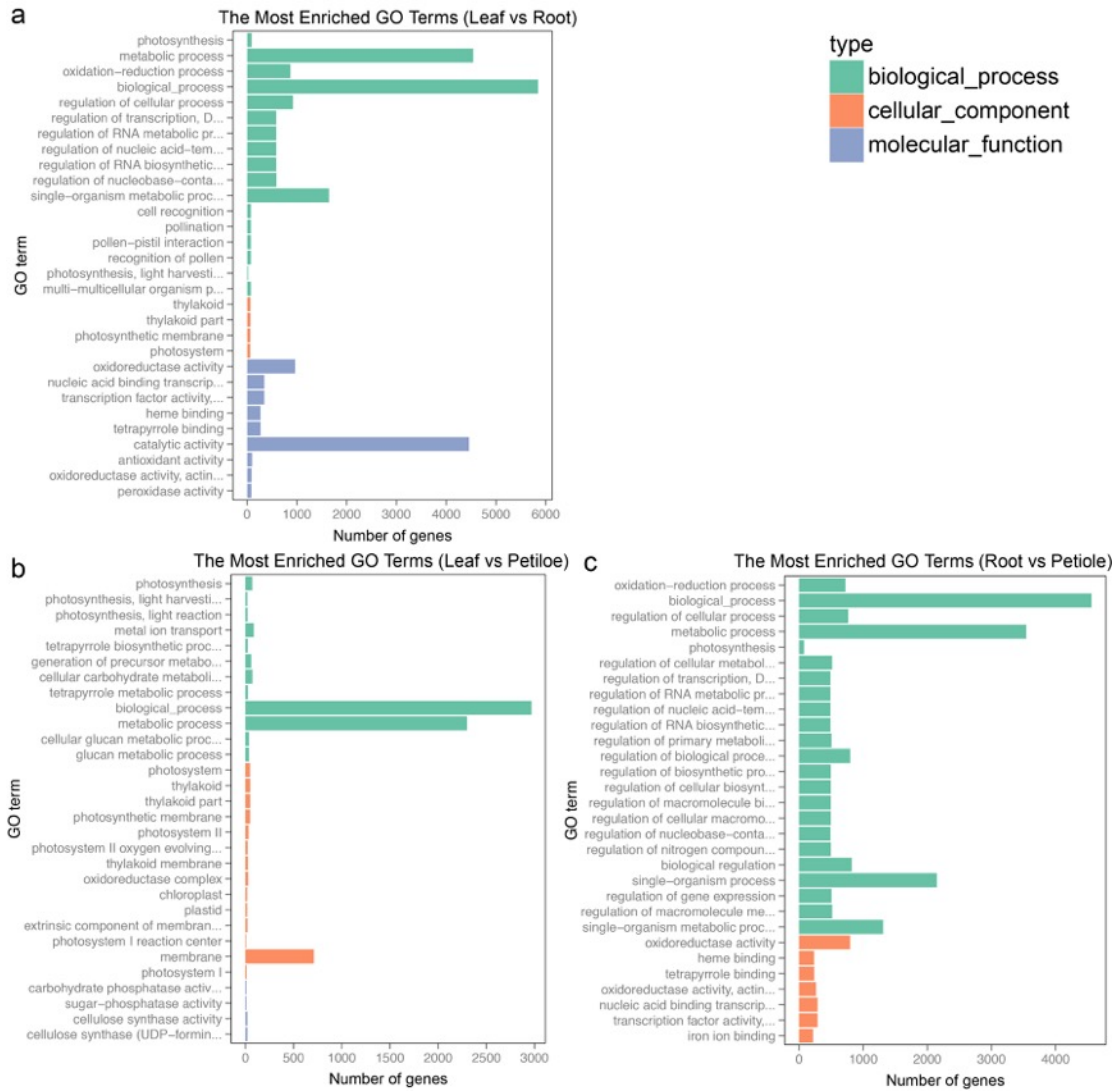 a
The Most Enriched GO Terms (Leaf vs Root)
photosynthesis
metabolic process
oxidation-reduction process
biological_process
regulation of cellular process
regulation of transcription, D...
regulation of RNA metabolic pr...
regulation of nucleic acid-tem...
regulation of RNA biosynthetic...
regulation of nucleobase-conta...
single-organism metabolic proc...
cell recognition
pollination
pollen-pistil interaction
recognition of pollen
photosynthesis, light harvesti...
multi-multicellular organism p...
thylakoid
thylakoid part
photosynthetic membrane
photosystem
oxidoreductase activity
nucleic acid binding transcrip...
transcription factor activity,...
heme binding
tetrapyrrole binding
catalytic activity
antioxidant activity
oxidoreductase activity, actin...
peroxidase activity
GO term
0 1000 2000 3000 4000 5000 6000
Number of genes
type
biological_process
cellular_component
molecular_function
b
The Most Enriched GO Terms (Leaf vs Petiloe)
photosynthesis
photosynthesis, light harvesti...
photosynthesis, light reaction
metal ion transport
tetrapyrrole biosynthetic proc...
generation of precursor metabo...
cellular carbohydrate metaboli...
tetrapyrrole metabolic process
biological_process
metabolic process
cellular glucan metabolic proc...
glucan metabolic process
photosystem
thylakoid
thylakoid part
photosynthetic membrane
photosystem II
photosystem II oxygen evolving...
thylakoid membrane
oxidoreductase complex
chloroplast
plastid
extrinsic component of membran...
photosystem I reaction center
membrane
photosystem I
carbohydrate phosphatase activ...
sugar-phosphatase activity
cellulose synthase activity
cellulose synthase (UDP-formin...
GO term
0 500 1000 1500 2000 2500 3000
Number of genes
c
The Most Enriched GO Terms (Root vs Petiole)
oxidation-reduction process
biological_process
regulation of cellular process
metabolic process
photosynthesis
regulation of cellular metabol...
regulation of transcription, D...
regulation of RNA metabolic pr...
regulation of nucleic acid-tem...
regulation of RNA biosynthetic...
regulation of primary metaboli...
regulation of biological proce...
regulation of biosynthetic pro...
regulation of cellular biosynt...
regulation of macromolecule bi...
regulation of cellular macromo...
regulation of nucleobase-conta...
regulation of nitrogen compoun...
biological regulation
single-organism process
regulation of gene expression
regulation of macromolecule me...
single-organism metabolic proc...
oxidoreductase activity
heme binding
tetrapyrrole binding
oxidoreductase activity, actin...
nucleic acid binding transcrip...
transcription factor activity,...
iron ion binding
GO term
0 1000 2000 3000 4000
Number of genes